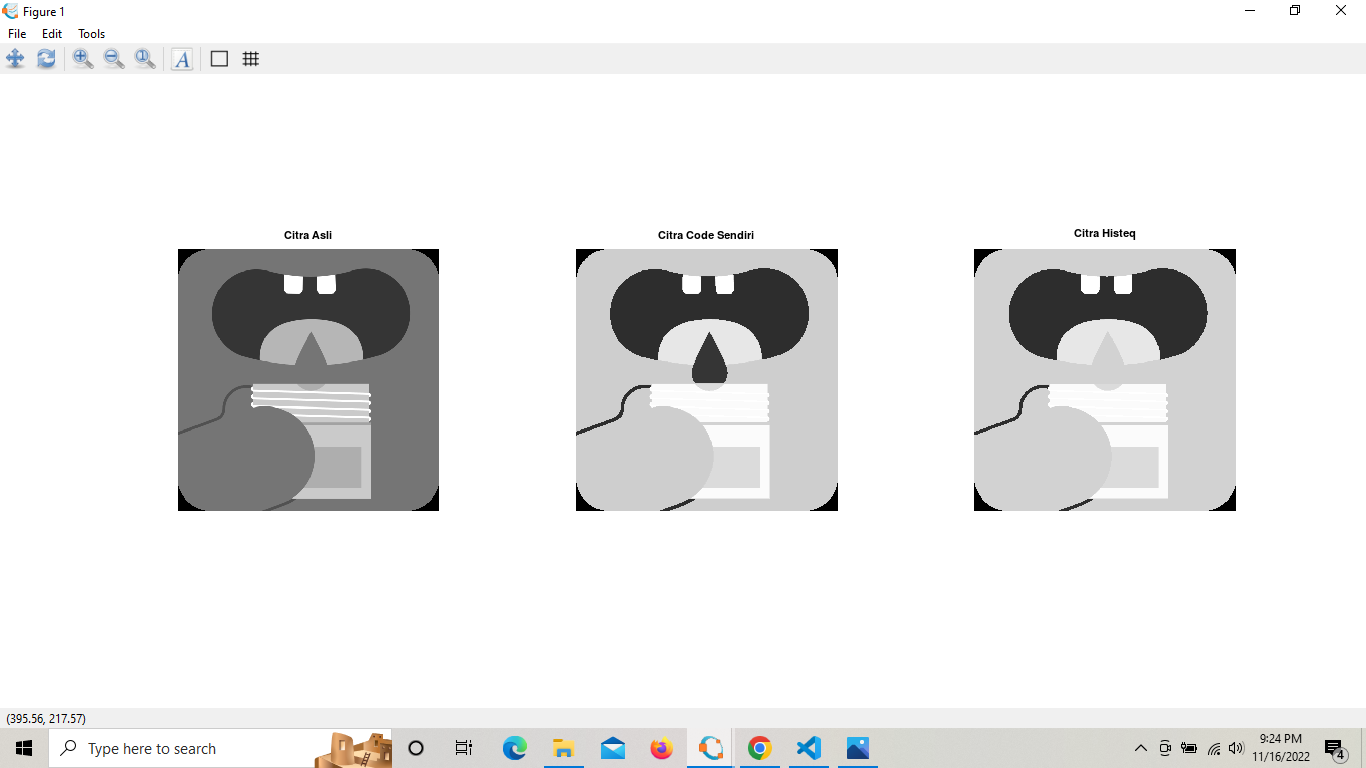 Figure 1
File Edit Tools
A
Citra Asli
Citra Code Sendiri
Citra Histeq
(395.56, 217.57)
Type here to search
9:24 PM
11/16/2022
4